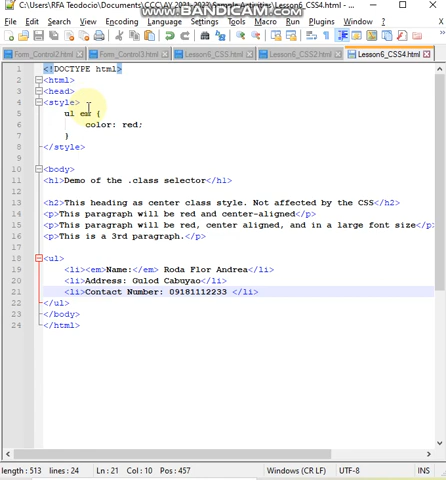 C:\Users\RFA Teodocio\Documents\CCC\AY 2021-2022\Sample Activities\Lesson6_CSS4.html -
WWW.BANDICAM.COM
File Edit Search View Encoding Language Settings Tools Macro Run Plugins Window ?
Form_Control2.html Form_Control3.html Lesson6_CSS.html Lesson6_CSS2.html Lesson6_CSS4.html
1 <!DOCTYPE html>
2 <html>
3 <head>
4 <style>
5 ul em {
6 color: red;
7 }
8 </style>
9
10 <body>
11 <h1>Demo of the .class selector</h1>
12
13 <h2>This heading as center class style. Not affected by the CSS</h2>
14 <p>This paragraph will be red and center-aligned</p>
15 <p>This paragraph will be red, center aligned, and in a large font size</p>
16 <p>This is a 3rd paragraph.</p>
17
18 <ul>
19 <li><em>Name:</em> Roda Flor Andrea</li>
20 <li>Address: Gulod Cabuyao</li>
21 <li>Contact Number: 09181112233 </li>
22 </ul>
23 </body>
24 </html>
length : 513 lines : 24 Ln : 21 Col : 10 Pos : 457 Windows (CR LF) UTF-8 INS